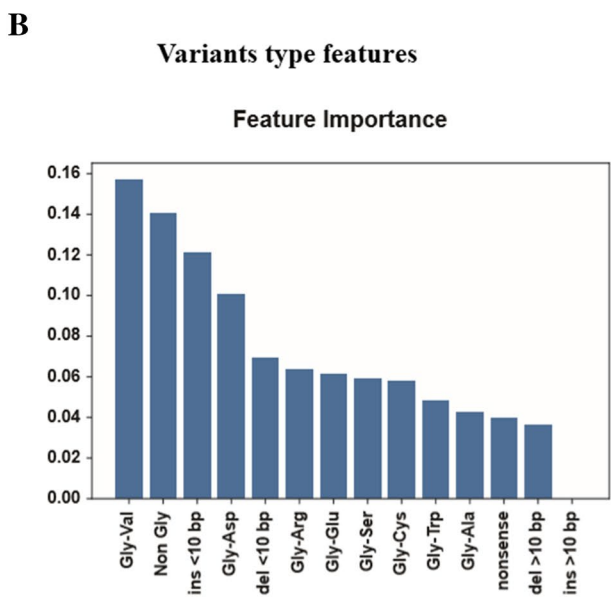 B
Variants type features
Feature Importance
0.16
0.14
0.12
0.10
0.08
0.06
0.04
0.02
0.00
Gly-Val
Non Gly
ins <10 bp
Gly-Asp
del <10 bp
Gly-Arg
Gly-Glu
Gly-Ser
Gly-Cys
Gly-Trp
Gly-Ala
nonsense
del >10 bp
ins >10 bp